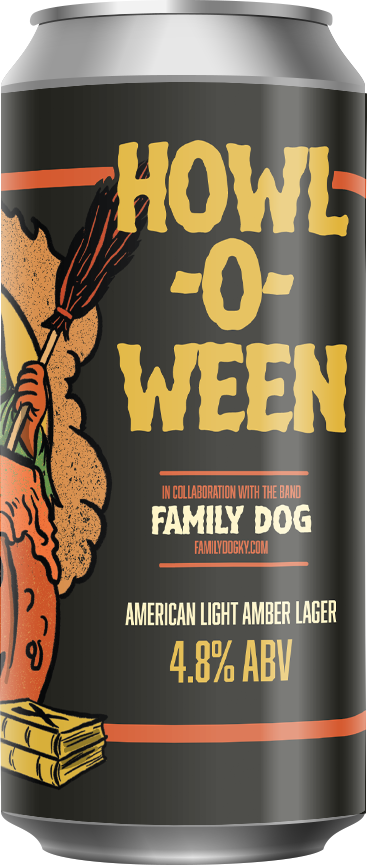 HOWL
-O-
WEEN
IN COLLABORATION WITH THE BAND
FAMILY DOG
FAMILYDOGKY.COM
AMERICAN LIGHT AMBER LAGER
4.8% ABV